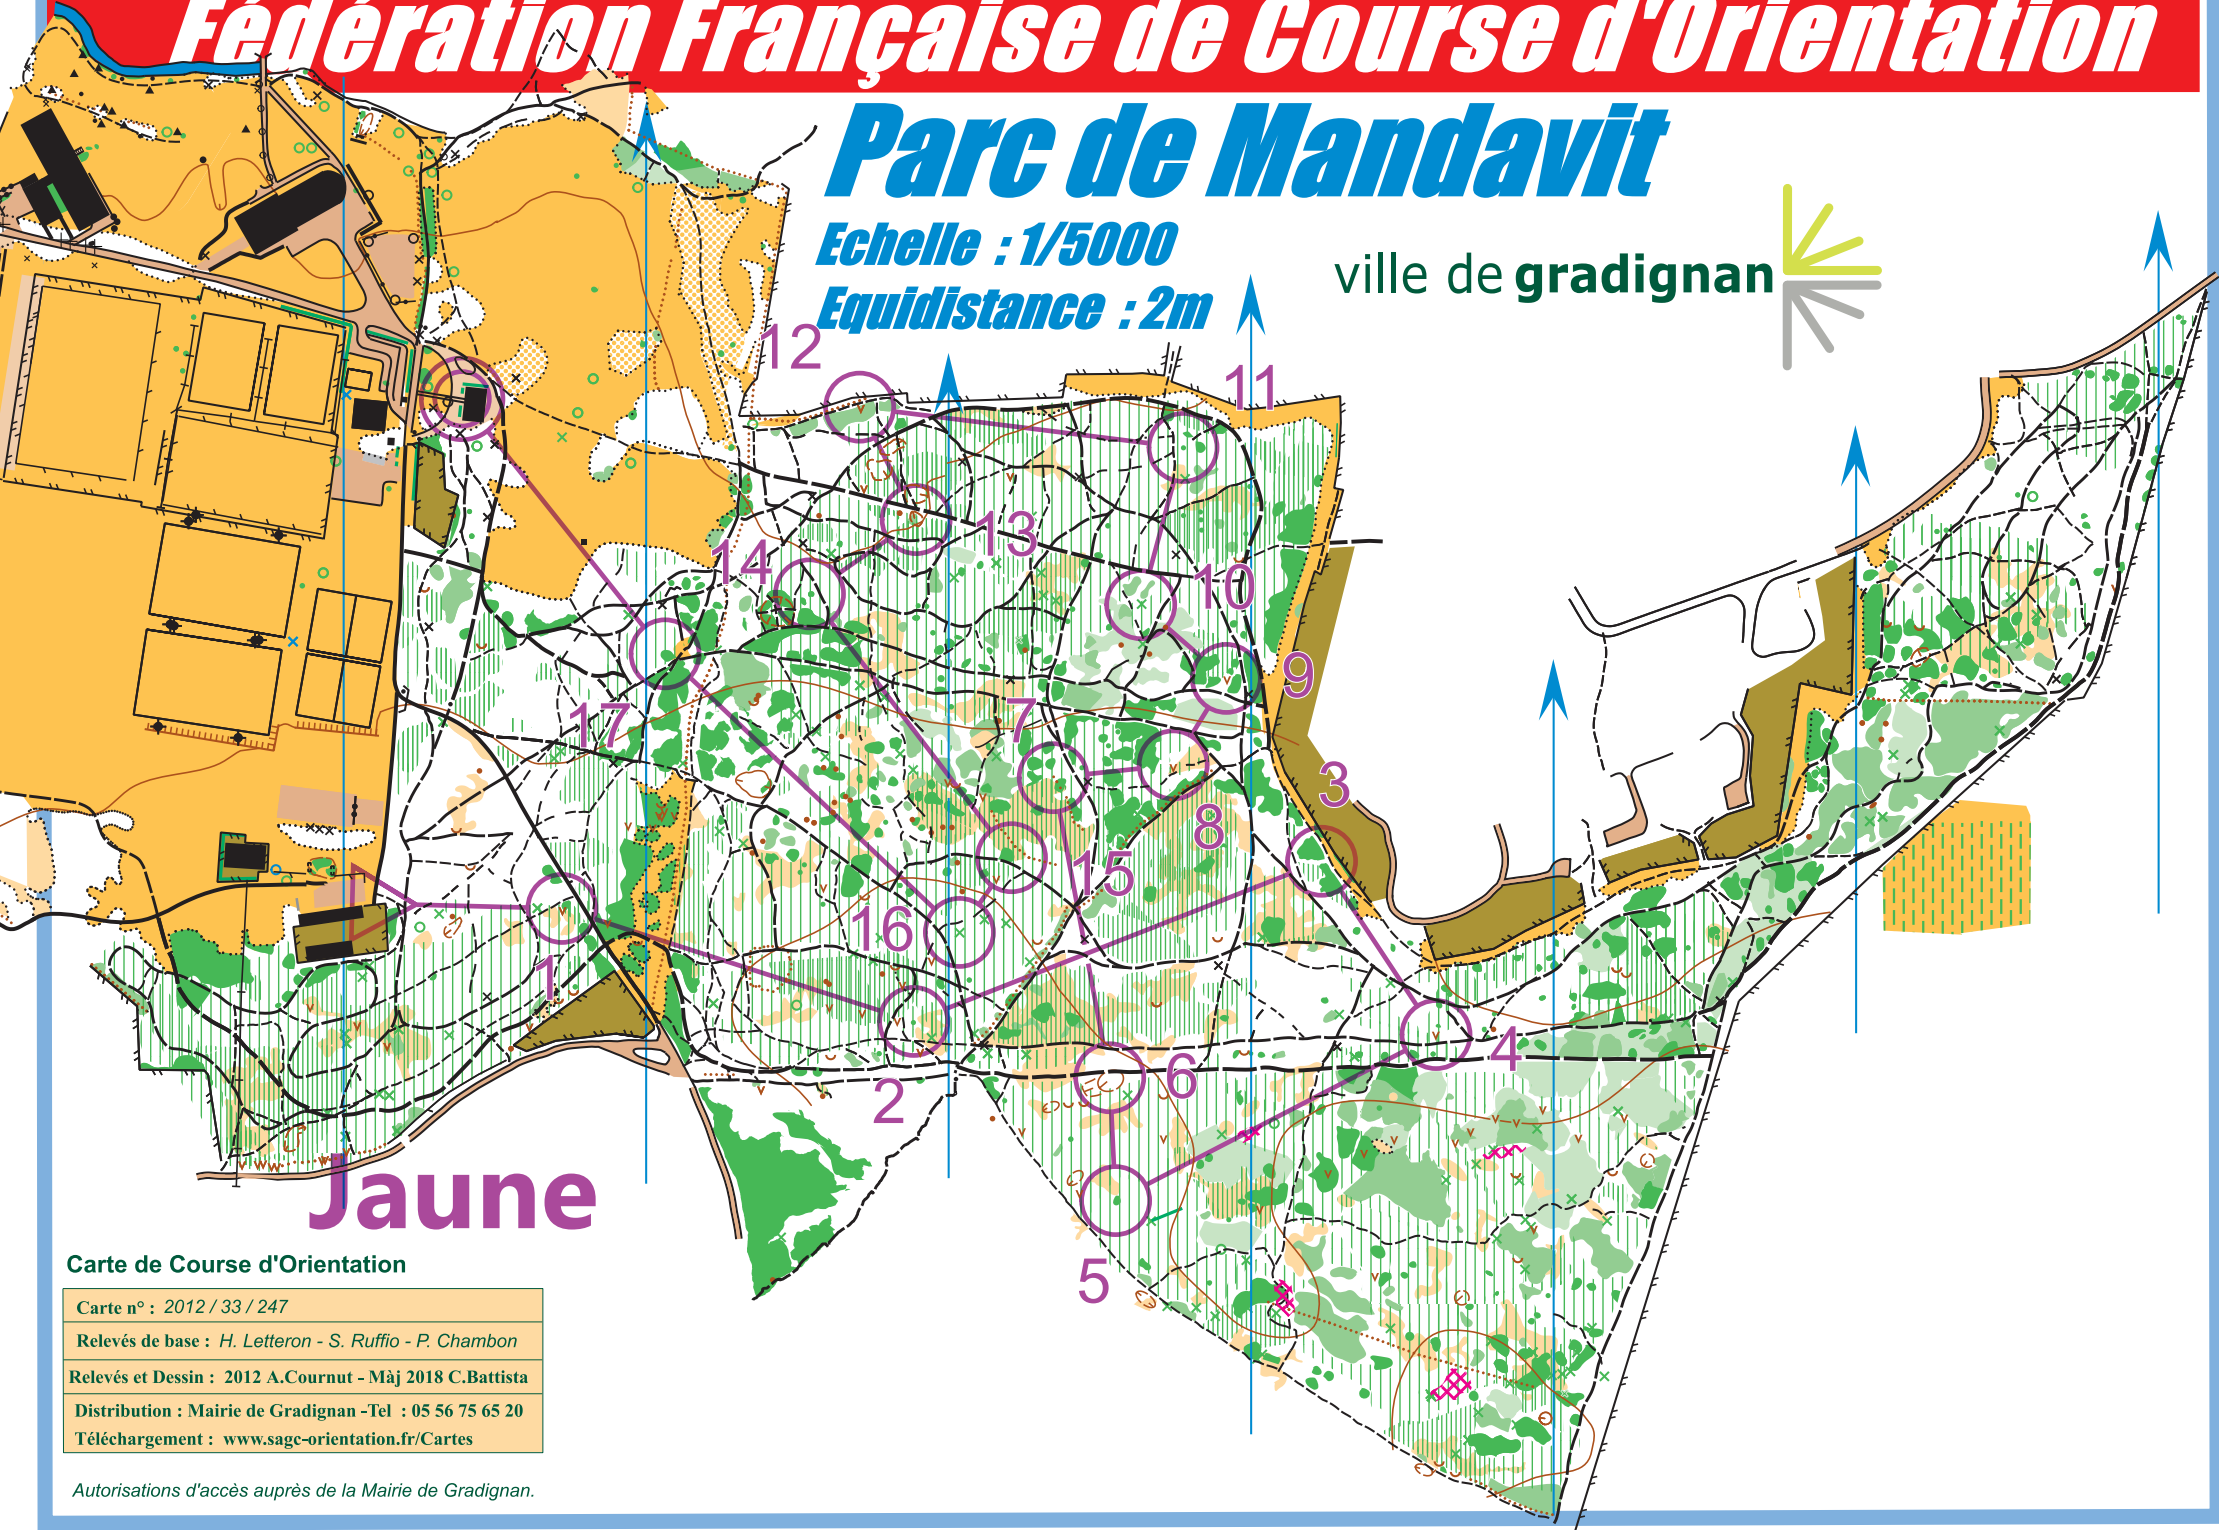 Fédération Française de Course d'Orientation
Parc de Mandavit
Echelle : 1/5000
Equidistance : 2m
ville de gradignan
12
11
13
14
10
9
17
7
3
8
15
16
1
4
2
6
5
Jaune
Carte de Course d'Orientation
Carte n° : 2012 / 33 / 247
Relevés de base : H. Letteron - S. Ruffio - P. Chambon
Relevés et Dessin : 2012 A.Cournut - Màj 2018 C.Battista
Distribution : Mairie de Gradignan -Tel : 05 56 75 65 20
Téléchargement : www.sagc-orientation.fr/Cartes
Autorisations d'accès auprès de la Mairie de Gradignan.